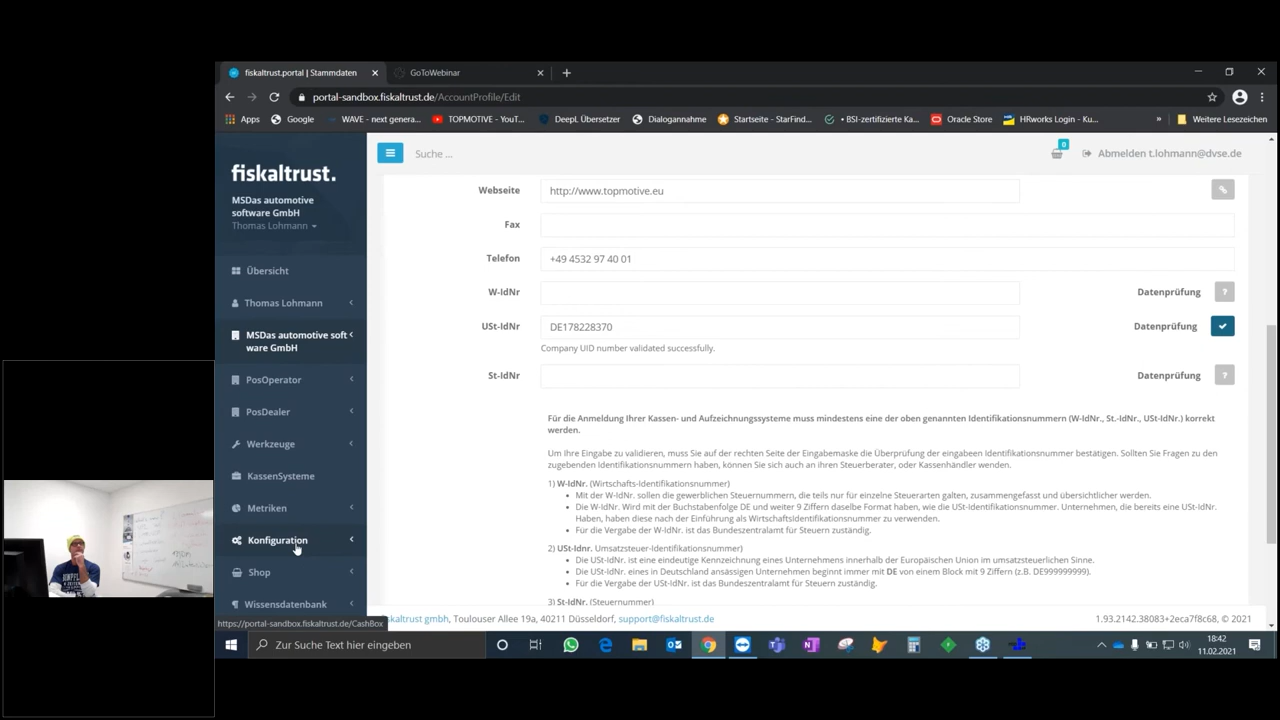 fiskaltrust.portal | Stammdaten
GoToWebinar
portal-sandbox.fiskaltrust.de/AccountProfile/Edit
Apps
Google
WAVE - next genera...
TOPMOTIVE - YouT...
DeepL Übersetzer
Dialogannahme
Startseite - StarFind...
• BSI-zertifizierte Ka...
Oracle Store
HRworks Login - Ku...
»
Weitere Lesezeichen
fiskaltrust.
MSDas automotive
software GmbH
Thomas Lohmann
Suche ...
0
Abmelden t.lohmann@dvse.de
Übersicht
Thomas Lohmann
MSDas automotive soft
ware GmbH
PosOperator
PosDealer
Werkzeuge
KassenSysteme
Metriken
Konfiguration
Shop
Wissensdatenbank
https://portal-sandbox.fiskaltrust.de/CashBox
Webseite
http://www.topmotive.eu
Fax
Telefon
+49 4532 97 40 01
W-IdNr
Datenprüfung
?
USt-IdNr
DE178228370
Datenprüfung
Company UID number validated successfully.
St-IdNr
Datenprüfung
?
Für die Anmeldung Ihrer Kassen- und Aufzeichnungssysteme muss mindestens eine der oben genannten Identifikationsnummern (W-IdNr., St.-IdNr., USt-IdNr.) korrekt
werden.
Um Ihre Eingabe zu validieren, muss Sie auf der rechten Seite der Eingabemaske die Überprüfung der eingabeen Identifikationsnummer bestätigen. Sollten Sie Fragen zu den
zugebenden Identifikationsnummern haben, können Sie sich auch an ihren Steuerberater, oder Kassenhändler werden.
1) W-IdNr. (Wirtschafts-Identifikationsnummer)
• Mit der W-IdNr. sollen die gewerblichen Steuernummern, die teils nur für einzelne Steuerarten galten, zusammengefasst und übersichtlicher werden.
• Die W-IdNr. Wird mit der Buchstabenfolge DE und weiter 9 Ziffern daselbe Format haben, wie die USt-Identifikationsnummer. Unternehmen, die bereits eine USt-IdNr.
Haben, haben diese nach der Einführung als WirtschaftsIdentifikationsnummer zu verwenden.
• Für die Vergabe der W-IdNr. ist das Bundeszentralamt für Steuern zuständig.
2) USt-Idnr. Umsatzsteuer-Identifikationsnummer)
• Die USt-IdNr. ist eine eindeutige Kennzeichnung eines Unternehmens innerhalb der Europäischen Union im umsatzsteuerlichen Sinne.
• Die USt-IdNr. eines in Deutschland ansässigen Unternehmen beginnt immer mit DE von einem Block mit 9 Ziffern (z.B. DE999999999).
• Für die Vergabe der USt-IdNr. ist das Bundeszentralamt für Steuern zuständig.
3) St-IdNr. (Steuernummer)
kaltrust gmbh, Toulouser Allee 19a, 40211 Düsseldorf, support@fiskaltrust.de
1.93.2142.38083+2eca7f8c68, © 2021
Zur Suche Text hier eingeben
18:42
11.02.2021